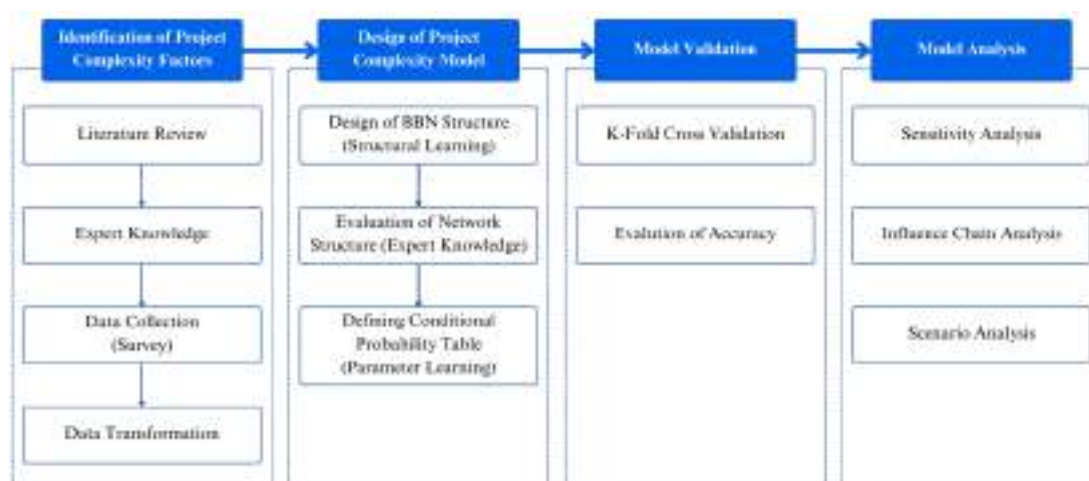 Identification of Project
Complexity Factors
Literature Review
Expert Knowledge
Data Collection
(Survey)
Data Transformation
Design of Project
Complexity Model
Design of BBN Structure
(Structural Learning)
Evaluation of Network
Structure (Expert Knowledge)
Defining Conditional
Probability Table
(Parameter Learning)
Model Validation
K-Fold Cross Validation
Evalution of Accuracy
Model Analysis
Sensitivity Analysis
Influence Chain Analysis
Scenario Analysis